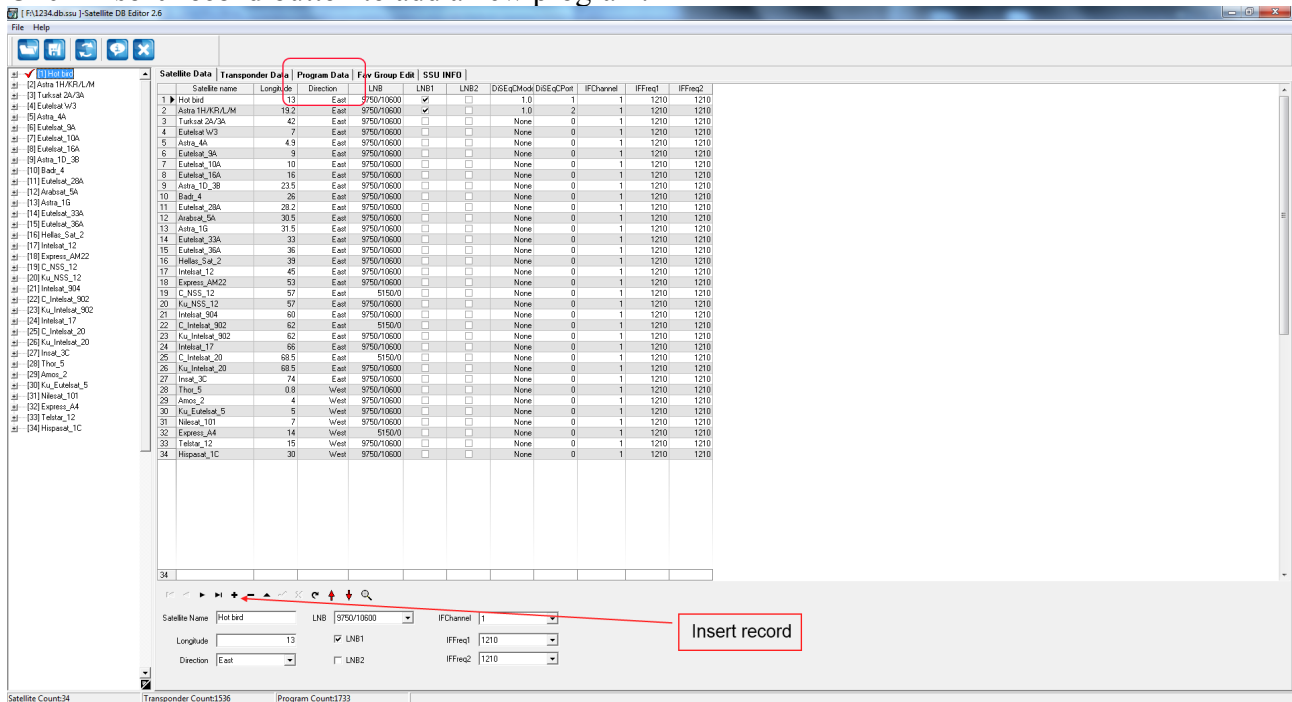 [ F:\1234.db.ssu ]-Satellite DB Editor 2.6
File Help
[1] Hot bird
[2] Astra 1H/KR/L/M
[3] Turksat 2A/3A
[4] Eutelsat W3
[5] Astra_4A
[6] Eutelsat_9A
[7] Eutelsat_10A
[8] Eutelsat_16A
[9] Astra_1D_3B
[10] Badr_4
[11] Eutelsat_28A
[12] Arabsat_5A
[13] Astra_1G
[14] Eutelsat_33A
[15] Eutelsat_36A
[16] Hellas_Sat_2
[17] Intelsat_12
[18] Express_AM22
[19] C_NSS_12
[20] Ku_NSS_12
[21] Intelsat_904
[22] C_Intelsat_902
[23] Ku_Intelsat_902
[24] Intelsat_17
[25] C_Intelsat_20
[26] Ku_Intelsat_20
[27] Insat_3C
[28] Thor_5
[29] Amos_2
[30] Ku_Eutelsat_5
[31] Nilesat_101
[32] Express_A4
[33] Telstar_12
[34] Hispasat_1C
Satellite Data Transponder Data Program Data Fav Group Edit SSU INFO
Satellite name Longitude Direction LNB LNB1 LNB2 DiSEqCMode DiSEqCPort IFChannel IFFreq1 IFFreq2
1 Hot bird 13 East 9750/10600 1.0 1 1 1210 1210
2 Astra 1H/KR/L/M 19.2 East 9750/10600 1.0 2 1 1210 1210
3 Turksat 2A/3A 42 East 9750/10600 None 0 1 1210 1210
4 Eutelsat W3 7 East 9750/10600 None 0 1 1210 1210
5 Astra_4A 4.9 East 9750/10600 None 0 1 1210 1210
6 Eutelsat_9A 9 East 9750/10600 None 0 1 1210 1210
7 Eutelsat_10A 10 East 9750/10600 None 0 1 1210 1210
8 Eutelsat_16A 16 East 9750/10600 None 0 1 1210 1210
9 Astra_1D_3B 23.5 East 9750/10600 None 0 1 1210 1210
10 Badr_4 26 East 9750/10600 None 0 1 1210 1210
11 Eutelsat_28A 28.2 East 9750/10600 None 0 1 1210 1210
12 Arabsat_5A 30.5 East 9750/10600 None 0 1 1210 1210
13 Astra_1G 31.5 East 9750/10600 None 0 1 1210 1210
14 Eutelsat_33A 33 East 9750/10600 None 0 1 1210 1210
15 Eutelsat_36A 36 East 9750/10600 None 0 1 1210 1210
16 Hellas_Sat_2 39 East 9750/10600 None 0 1 1210 1210
17 Intelsat_12 45 East 9750/10600 None 0 1 1210 1210
18 Express_AM22 53 East 9750/10600 None 0 1 1210 1210
19 C_NSS_12 57 East 5150/0 None 0 1 1210 1210
20 Ku_NSS_12 57 East 9750/10600 None 0 1 1210 1210
21 Intelsat_904 60 East 9750/10600 None 0 1 1210 1210
22 C_Intelsat_902 62 East 5150/0 None 0 1 1210 1210
23 Ku_Intelsat_902 62 East 9750/10600 None 0 1 1210 1210
24 Intelsat_17 66 East 9750/10600 None 0 1 1210 1210
25 C_Intelsat_20 68.5 East 5150/0 None 0 1 1210 1210
26 Ku_Intelsat_20 68.5 East 9750/10600 None 0 1 1210 1210
27 Insat_3C 74 East 9750/10600 None 0 1 1210 1210
28 Thor_5 0.8 West 9750/10600 None 0 1 1210 1210
29 Amos_2 4 West 9750/10600 None 0 1 1210 1210
30 Ku_Eutelsat_5 5 West 9750/10600 None 0 1 1210 1210
31 Nilesat_101 7 West 9750/10600 None 0 1 1210 1210
32 Express_A4 14 West 5150/0 None 0 1 1210 1210
33 Telstar_12 15 West 9750/10600 None 0 1 1210 1210
34 Hispasat_1C 30 West 9750/10600 None 0 1 1210 1210
34
Satellite Name Hot bird LNB 9750/10600 IFChannel 1
Longitude 13 LNB1 IFFreq1 1210
Direction East LNB2 IFFreq2 1210
Insert record
Satellite Count:34 Transponder Count:1536 Program Count:1733